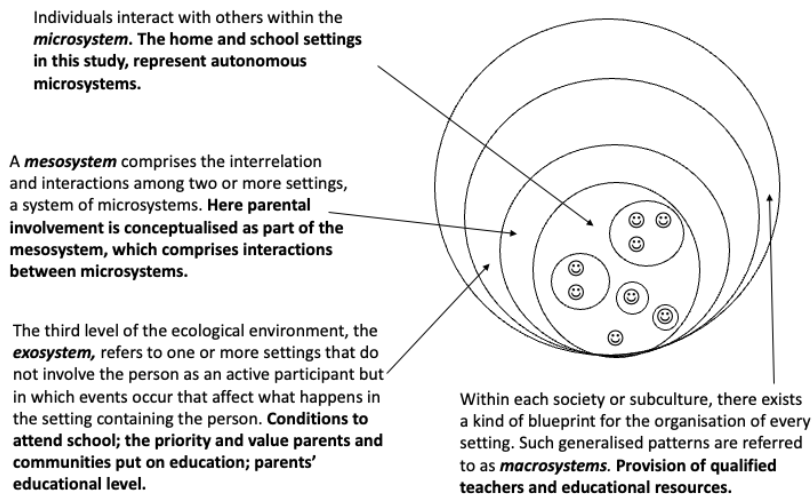 Individuals interact with others within the
microsystem. The home and school settings
in this study, represent autonomous
microsystems.
A mesosystem comprises the interrelation
and interactions among two or more settings,
a system of microsystems. Here parental
involvement is conceptualised as part of the
mesosystem, which comprises interactions
between microsystems.
The third level of the ecological environment, the
exosystem, refers to one or more settings that do
not involve the person as an active participant but
in which events occur that affect what happens in
the setting containing the person. Conditions to
attend school; the priority and value parents and
communities put on education; parents'
educational level.
Within each society or subculture, there exists
a kind of blueprint for the organisation of every
setting. Such generalised patterns are referred
to as macrosystems. Provision of qualified
teachers and educational resources.